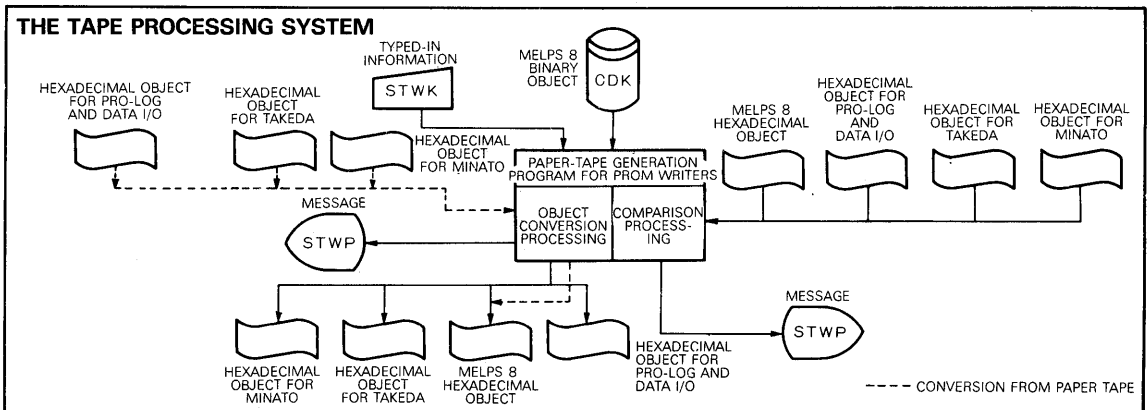 THE TAPE PROCESSING SYSTEM
TYPED-IN
INFORMATION
STWK
MELPS 8
BINARY
OBJECT
CDK
HEXADECIMAL OBJECT
FOR PRO-LOG
AND DATA I/O
HEXADECIMAL
OBJECT
FOR TAKEDA
HEXADECIMAL
OBJECT
FOR MINATO
MELPS 8
HEXADECIMAL
OBJECT
HEXADECIMAL
OBJECT FOR
PRO-LOG
AND
DATA I/O
HEXADECIMAL
OBJECT FOR
TAKEDA
HEXADECIMAL
OBJECT FOR
MINATO
PAPER-TAPE GENERATION
PROGRAM FOR PROM WRITERS
OBJECT
CONVERSION
PROCESSING
COMPARISON
PROCESS-
ING
MESSAGE
STWP
MESSAGE
STWP
HEXADECIMAL
OBJECT FOR
MINATO
HEXADECIMAL
OBJECT
FOR TAKEDA
MELPS 8
HEXADECIMAL
OBJECT
HEXADECIMAL
OBJECT FOR
PRO-LOG AND
DATA I/O
CONVERSION FROM PAPER TAPE